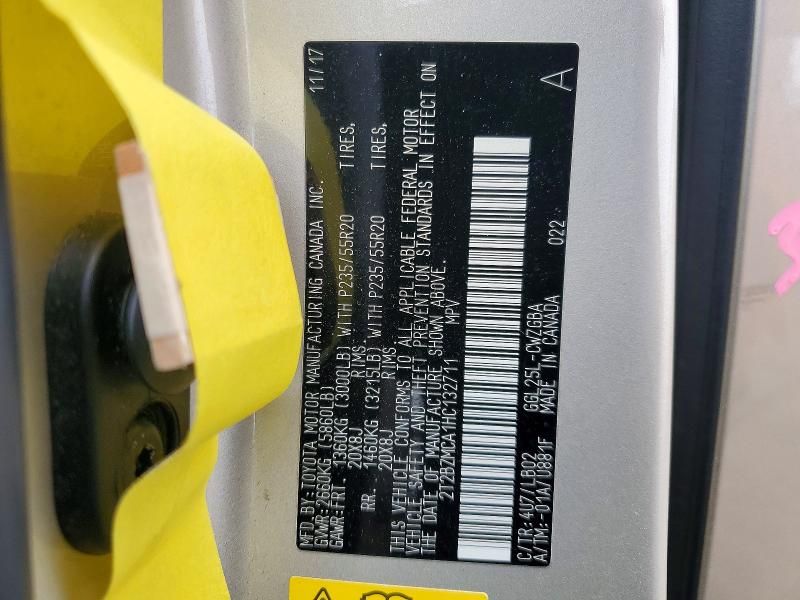 MFD.BY:TOYOTA MOTOR MANUFACTURING CANADA INC. 11/17
GVWR:2660KG(5860LB)
GAWR:FRT. 1360KG (3000LB) WITH P235/55R20 TIRES,
20X8J RIMS,
RR. 1460KG (3215LB) WITH P235/55R20 TIRES,
20X8J RIMS.
THIS VEHICLE CONFORMS TO ALL APPLICABLE FEDERAL MOTOR
VEHICLE SAFETY AND THEFT PREVENTION STANDARDS IN EFFECT ON
THE DATE OF MANUFACTURE SHOWN ABOVE.
2T2BZMCA1HC132711 MPV
C/TR:4U7/LB02 GGL25L-CWZGBA 022 A
A/TM:-01A/U881F MADE IN CANADA